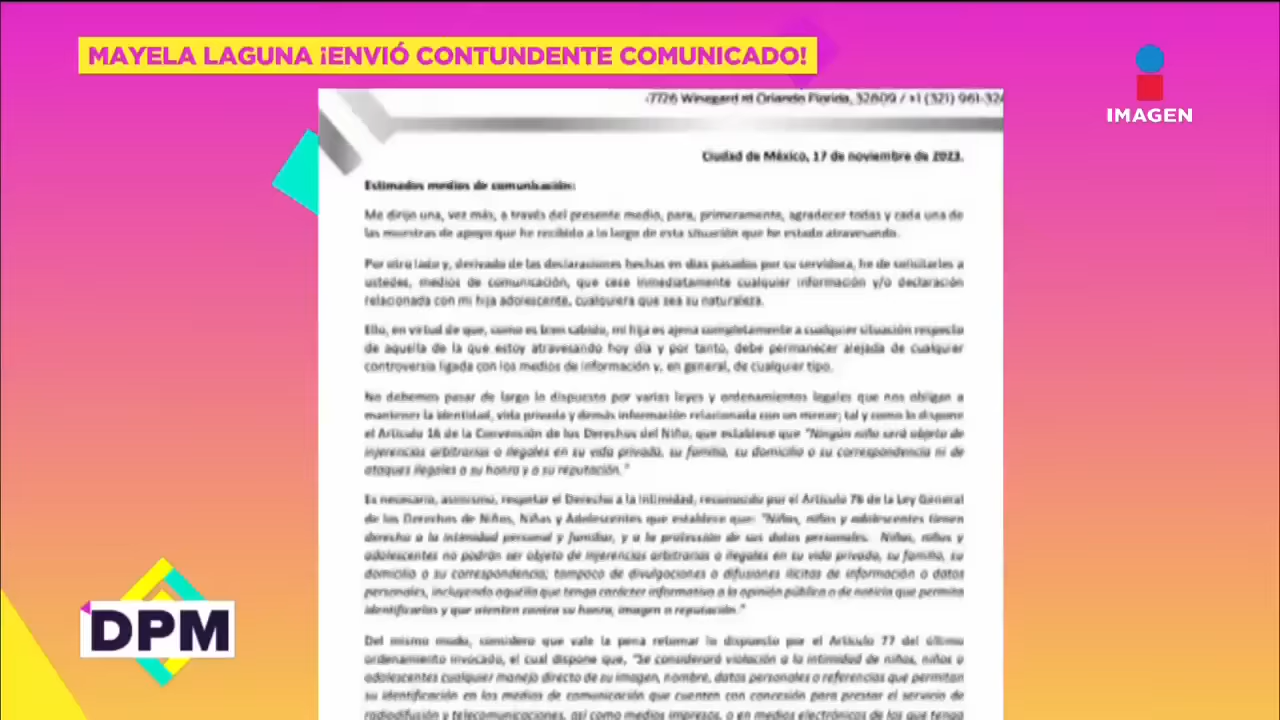 MAYELA LAGUNA ¡ENVIÓ CONTUNDENTE COMUNICADO!
IMAGEN
7726 Winegard rd Orlando Florida, 32809 / +1 (321) 961-32
Ciudad de México, 17 de noviembre de 2023.
Estimados medios de comunicación:
Me dirijo una, vez más, a través del presente medio, para, primeramente, agradecer todas y cada una de
las muestras de apoyo que he recibido a lo largo de esta situación que he estado atravesando.
Por otro lado y, derivado de las declaraciones hechas en días pasados por su servidora, he de solicitarles a
ustedes, medios de comunicación, que cese inmediatamente cualquier información y/o declaración
relacionada con mi hija adolescente, cualquiera que sea su naturaleza.
Ello, en virtud de que, como es bien sabido, mi hija es ajena completamente a cualquier situación respecto
de aquella de la que estoy atravesando hoy día y por tanto, debe permanecer alejada de cualquier
controversia ligada con los medios de información y, en general, de cualquier tipo.
No debemos pasar de largo lo dispuesto por varias leyes y ordenamientos legales que nos obligan a
mantener la identidad, vida privada y demás información relacionada con un menor; tal y como lo dispone
el Artículo 16 de la Convención de los Derechos del Niño, que establece que "Ningún niño será objeto de
injerencias arbitrarias o ilegales en su vida privada, su familia, su domicilio o su correspondencia ni de
ataques ilegales a su honra y a su reputación."
Es necesario, asimismo, respetar el Derecho a la Intimidad, reconocido por el Artículo 76 de la Ley General
de los Derechos de Niños, Niñas y Adolescentes que establece que: "Niñas, niños y adolescentes tienen
derecho a la intimidad personal y familiar, y a la protección de sus datos personales. Niñas, niños y
adolescentes no podrán ser objeto de injerencias arbitrarias o ilegales en su vida privada, su familia, su
domicilio o su correspondencia; tampoco de divulgaciones o difusiones ilícitas de información o datos
personales, incluyendo aquélla que tenga carácter informativo a la opinión pública o de noticia que permita
identificarlos y que atenten contra su honra, imagen o reputación."
Del mismo modo, considero que vale la pena retomar lo dispuesto por el Artículo 77 del último
ordenamiento invocado, el cual dispone que, "Se considerará violación a la intimidad de niñas, niños o
adolescentes cualquier manejo directo de su imagen, nombre, datos personales o referencias que permitan
su identificación en los medios de comunicación que cuenten con concesión para prestar el servicio de
radiodifusión y telecomunicaciones, así como medios impresos, o en medios electrónicos de los que tenga
DPM